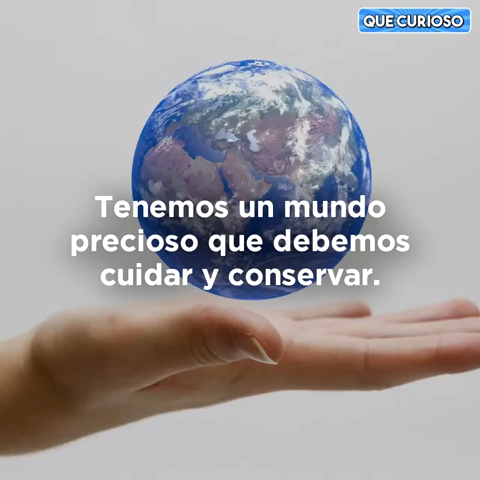 QUE CURIOSO
Tenemos un mundo
precioso que debemos
cuidar y conservar.